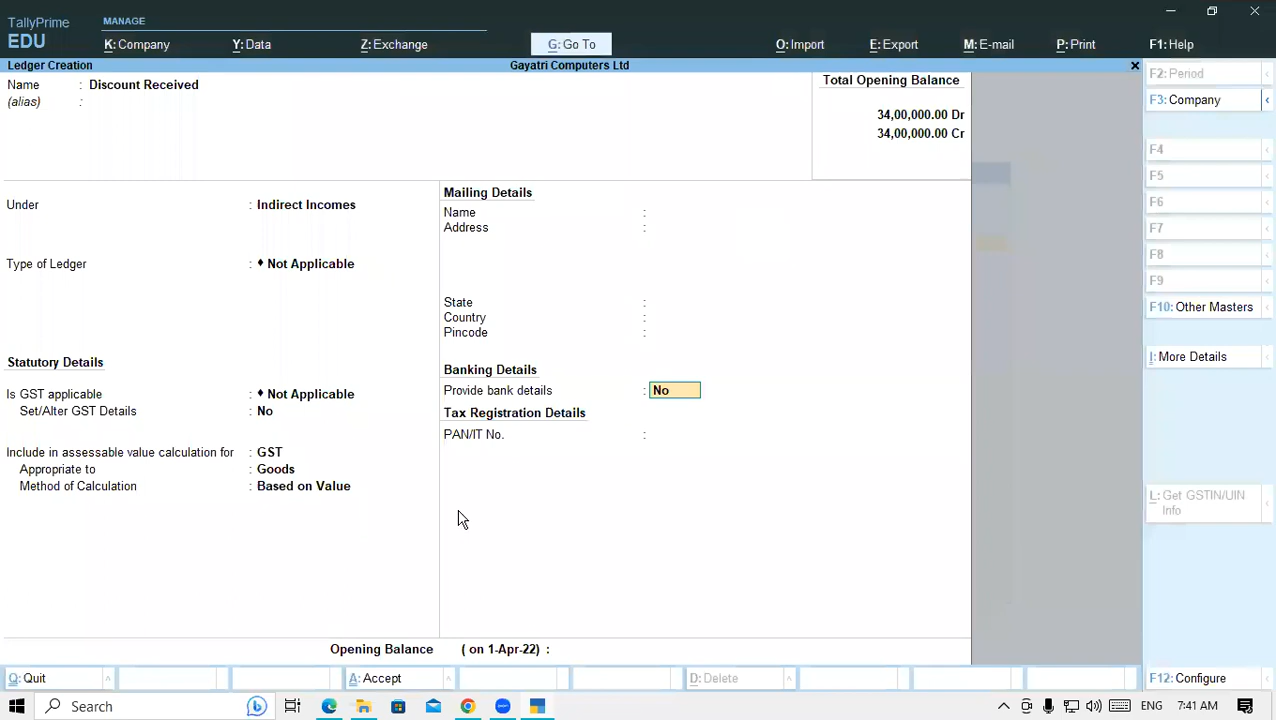 TallyPrime
EDU
MANAGE
K: Company
Y: Data
Z: Exchange
G: Go To
O: Import
E: Export
M: E-mail
P: Print
F1: Help
Ledger Creation
Gayatri Computers Ltd
Name : Discount Received
(alias) :
Total Opening Balance
34,00,000.00 Dr
34,00,000.00 Cr
Under : Indirect Incomes
Type of Ledger : ♦ Not Applicable
Statutory Details
Is GST applicable : ♦ Not Applicable
Set/Alter GST Details : No
Include in assessable value calculation for : GST
Appropriate to : Goods
Method of Calculation : Based on Value
Mailing Details
Name :
Address :
State :
Country :
Pincode :
Banking Details
Provide bank details : No
Tax Registration Details
PAN/IT No. :
Opening Balance ( on 1-Apr-22) :
F2: Period
F3: Company
F4
F5
F6
F7
F8
F9
F10: Other Masters
I: More Details
L: Get GSTIN/UIN
Info
F12: Configure
Q: Quit
A: Accept
D: Delete
Search
ENG
7:41 AM